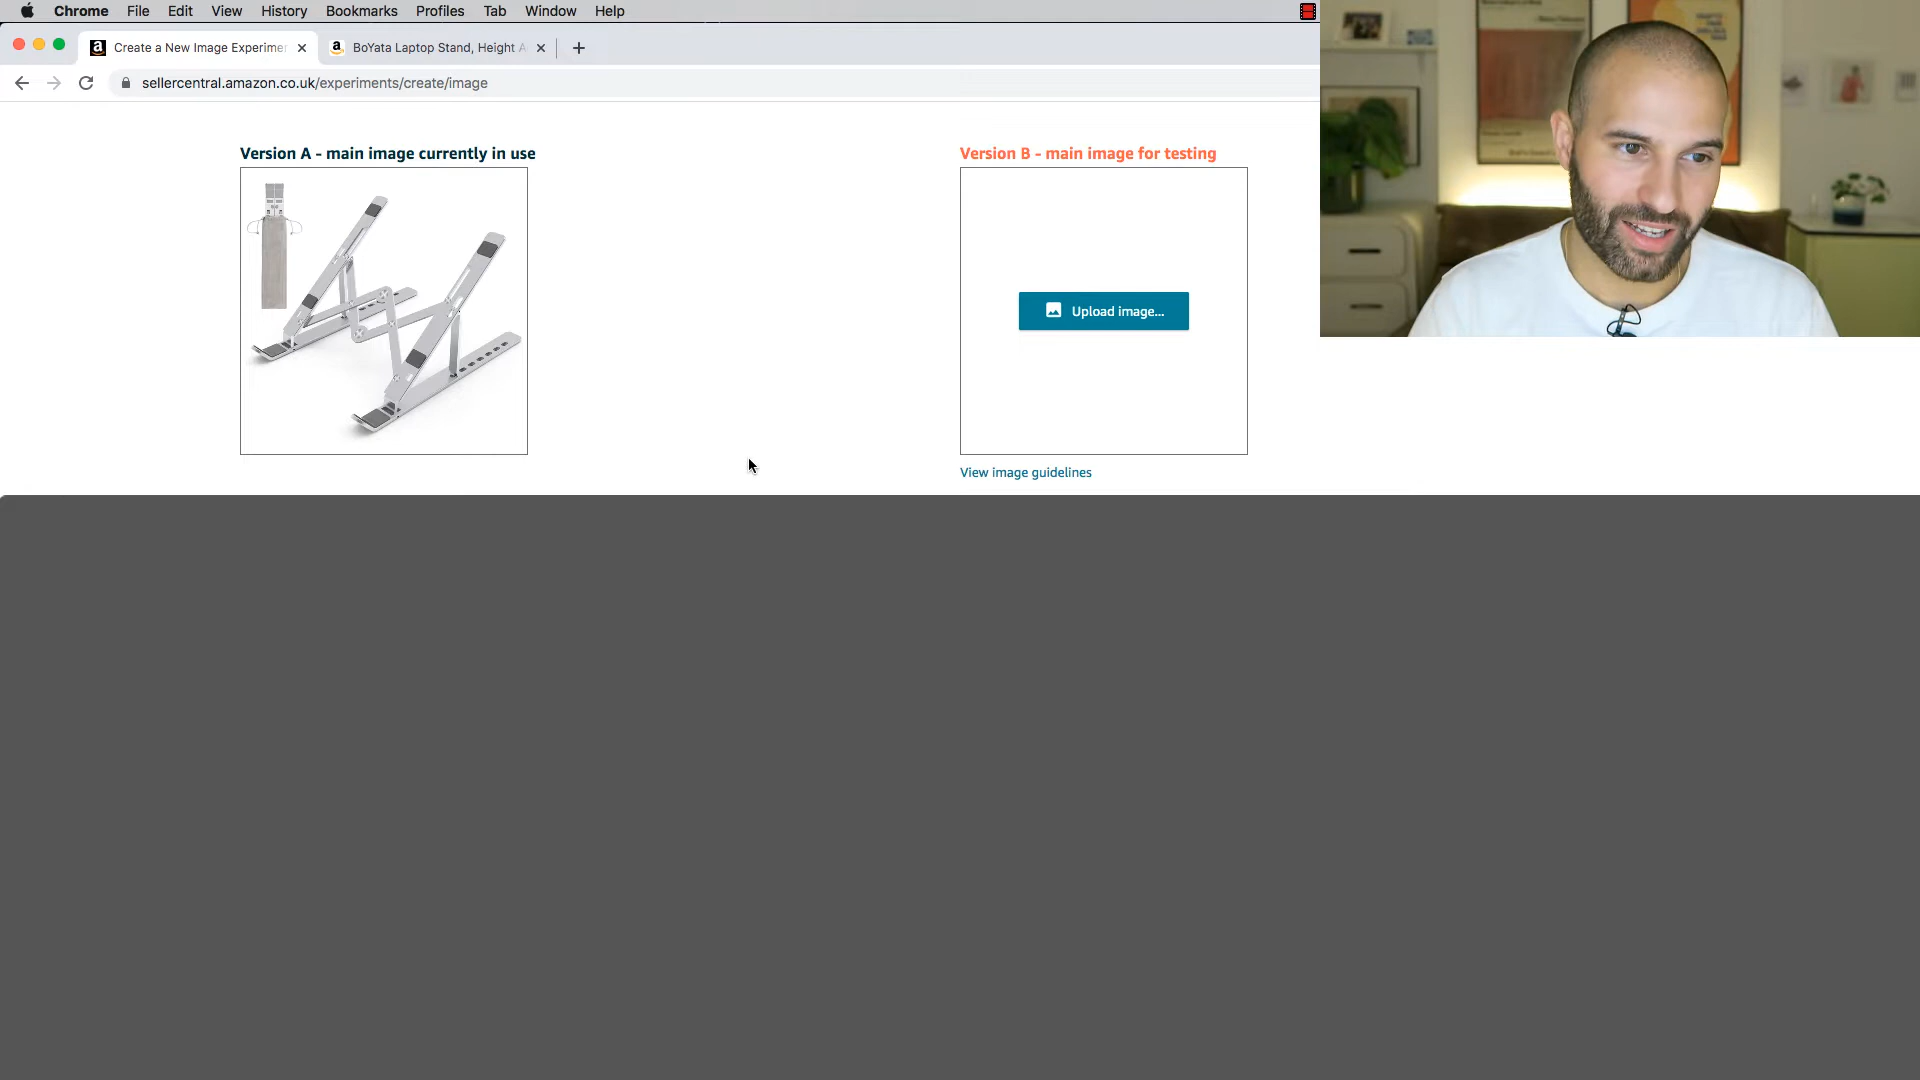 Chrome File Edit View History Bookmarks Profiles Tab Window Help
Create a New Image Experime
BoYata Laptop Stand, Height A
sellercentral.amazon.co.uk/experiments/create/image
Version A - main image currently in use
Version B - main image for testing
Upload image...
View image guidelines